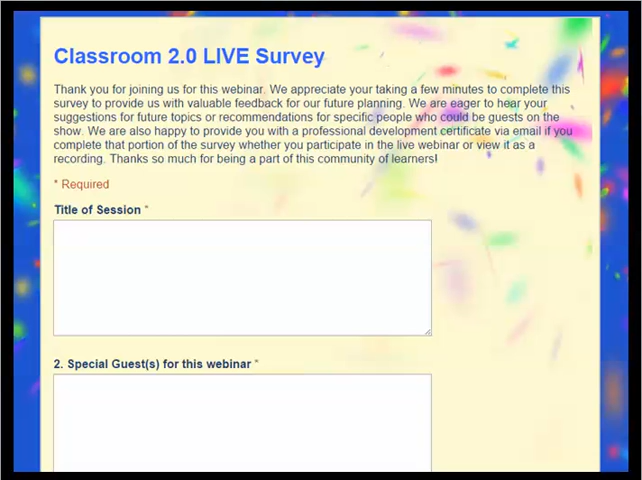 Classroom 2.0 LIVE Survey
Thank you for joining us for this webinar. We appreciate your taking a few minutes to complete this
survey to provide us with valuable feedback for our future planning. We are eager to hear your
suggestions for future topics or recommendations for specific people who could be guests on the
show. We are also happy to provide you with a professional development certificate via email if you
complete that portion of the survey whether you participate in the live webinar or view it as a
recording. Thanks so much for being a part of this community of learners!
* Required
Title of Session *
2. Special Guest(s) for this webinar *